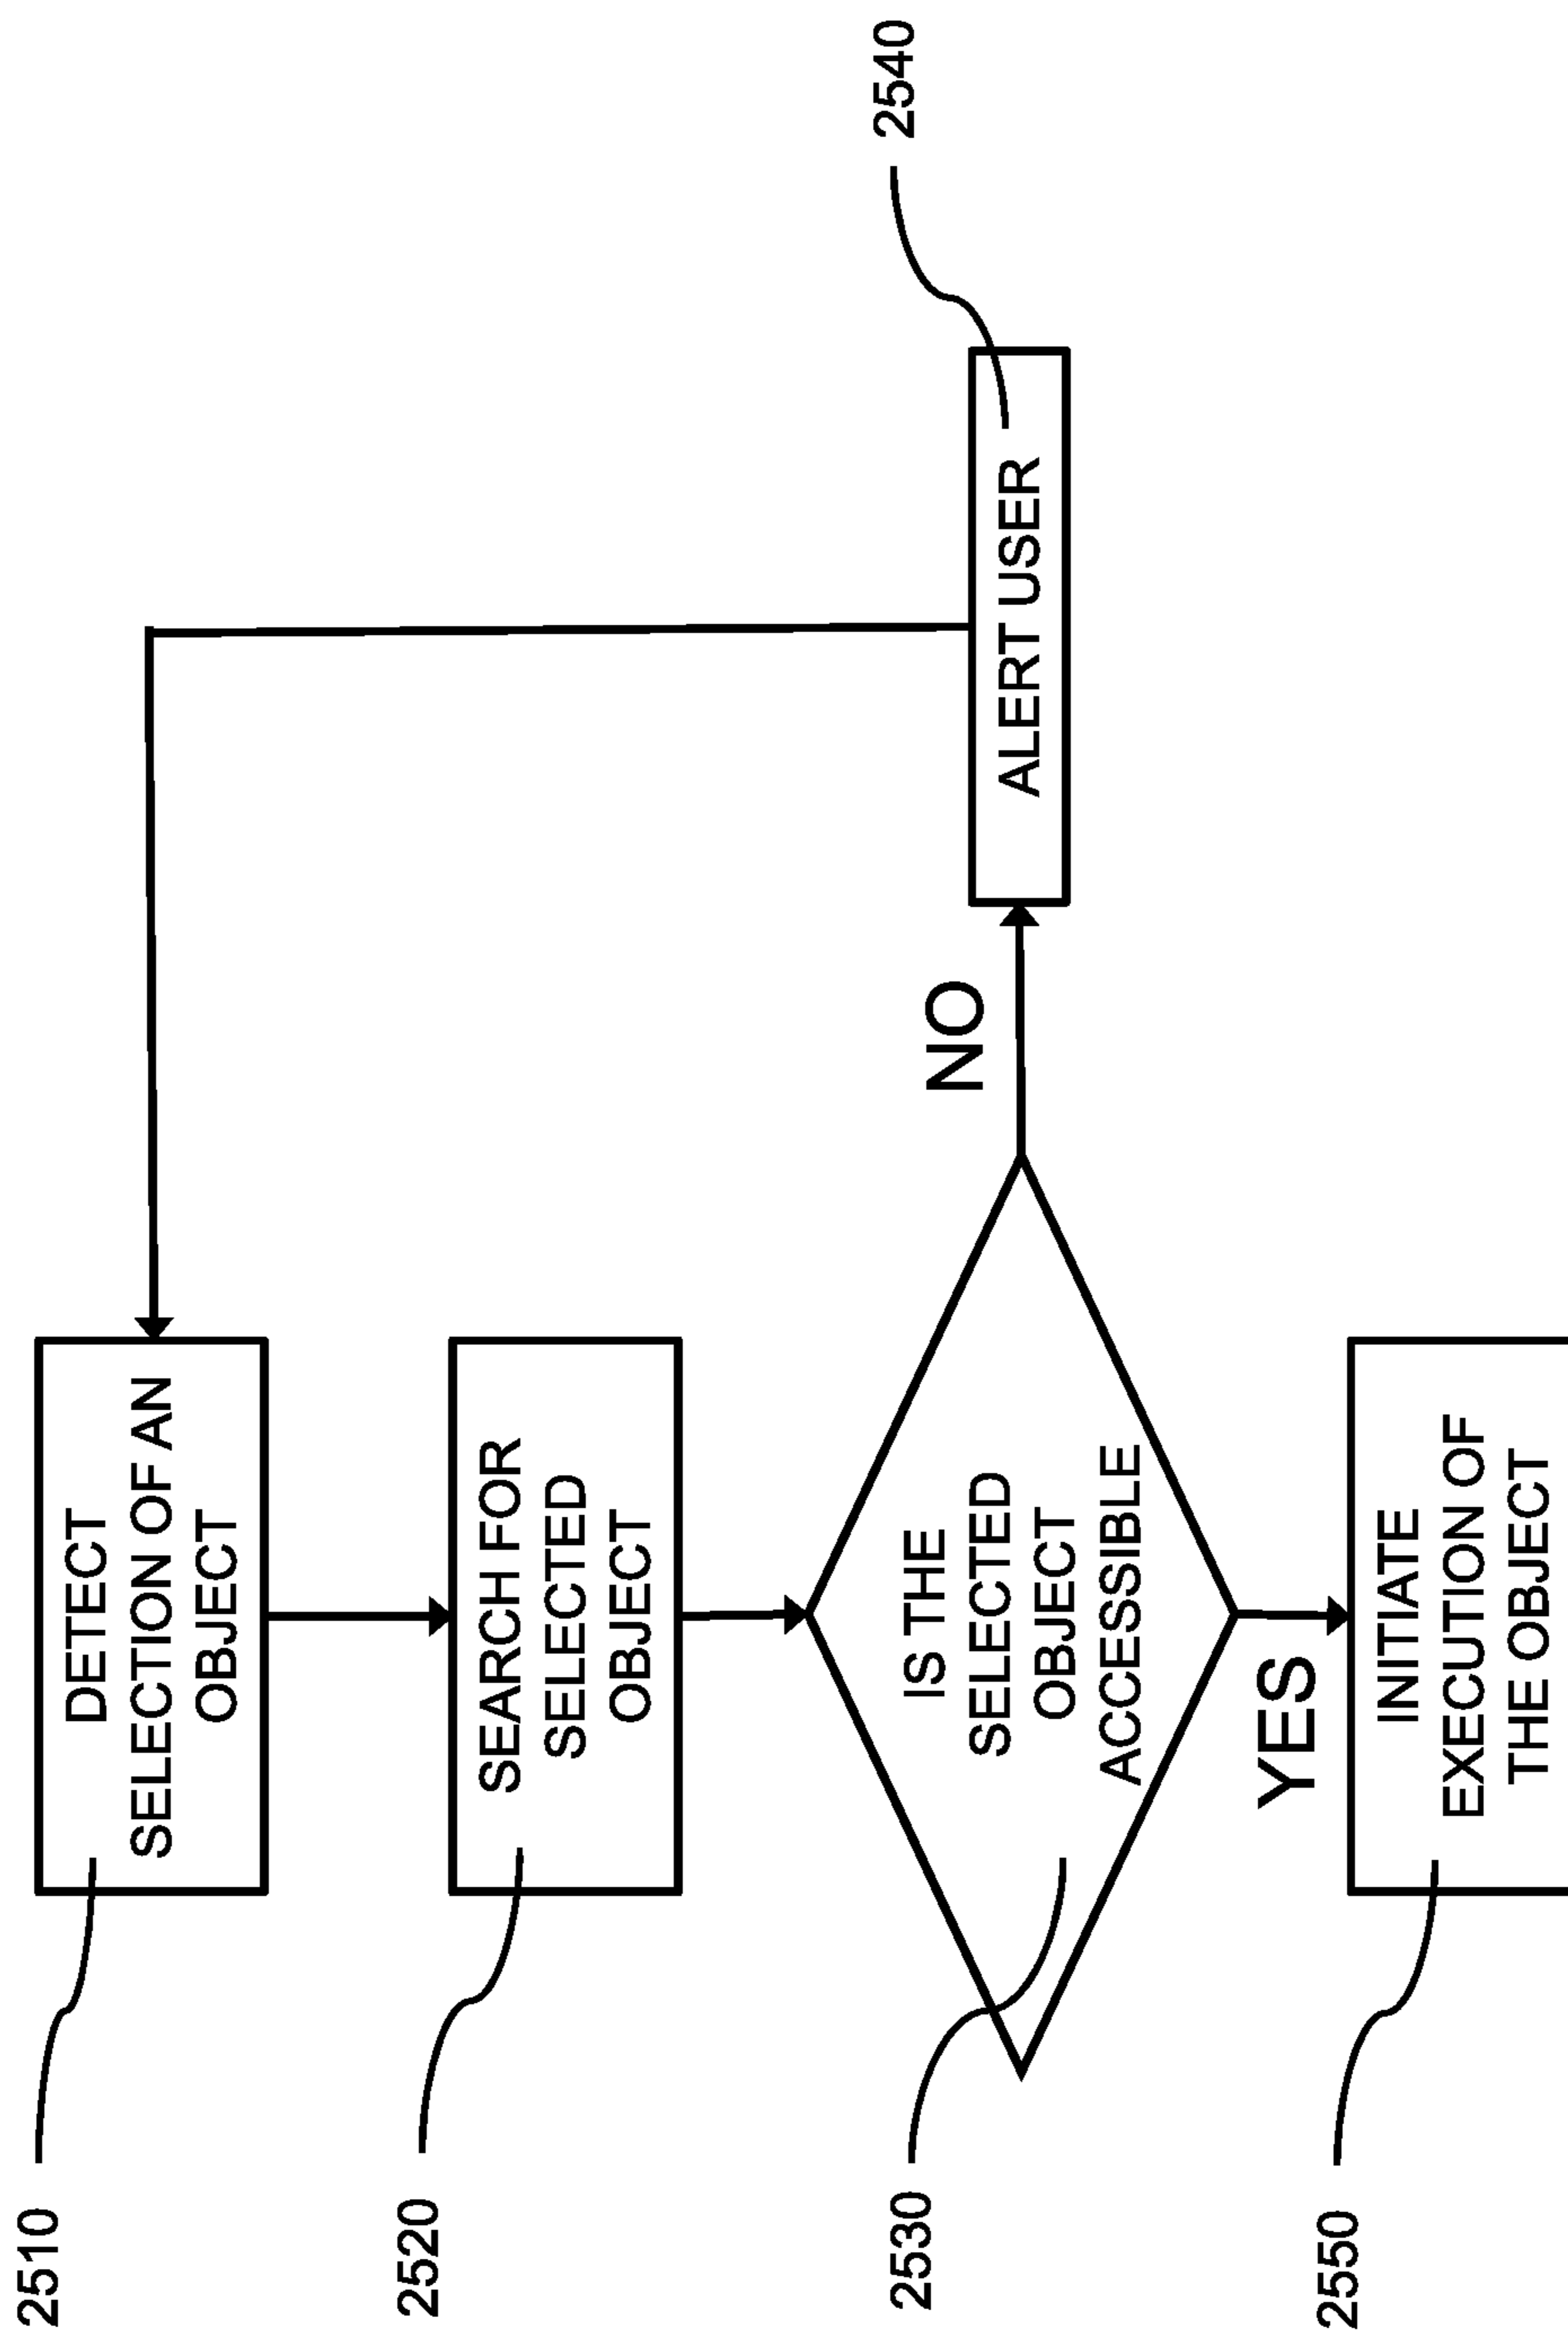 2510
DETECT
SELECTION OF AN
OBJECT
2520
SEARCH FOR
SELECTED
OBJECT
2530
IS THE
SELECTED
OBJECT
ACCESSIBLE
NO
ALERT USER
2540
YES
2550
INITIATE
EXECUTION OF
THE OBJECT